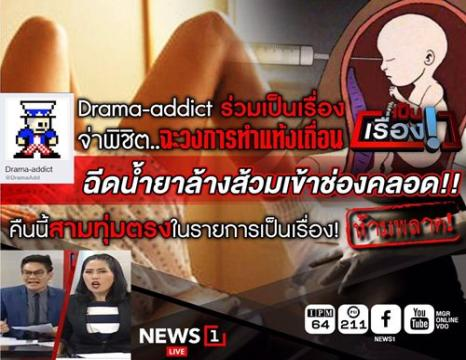 Drama-addict ร่วมเป็นเรื่อง
จ่าพิชิต..ฉะวงการทำแท้งเถื่อน
เป็นเรื่อง!
Drama-addict
@DramaAdd
ฉีดน้ำยาล้างส้วมเข้าช่องคลอด!!
คืนนี้สามทุ่มตรงในรายการเป็นเรื่อง!
ห้ามพลาด!
NEWS 1
LIVE
IPM
64
PSI
211
NEWS1
You Tube
MGR
ONLINE
VDO